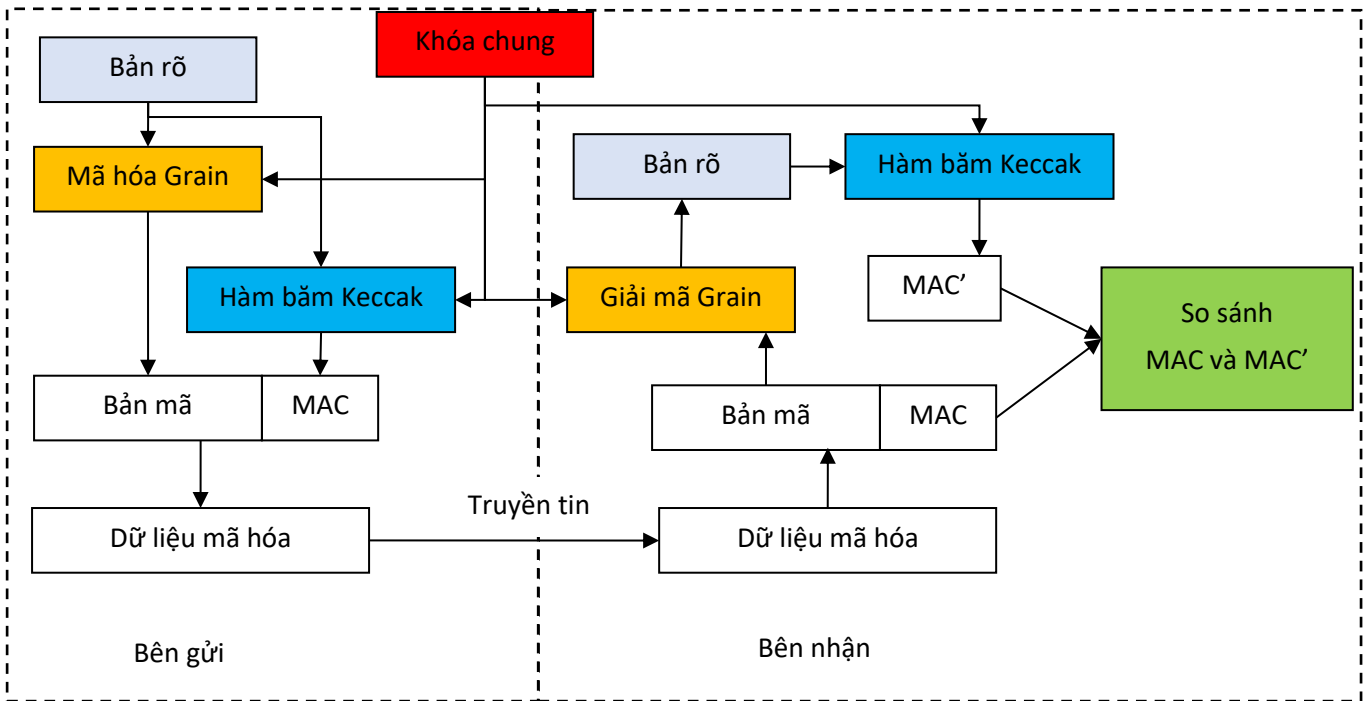 Khóa chung
Bản rõ
Mã hóa Grain
Bản rõ
Hàm băm Keccak
Hàm băm Keccak
Giải mã Grain
MAC’
So sánh
MAC và MAC’
Bản mã
MAC
Bản mã
MAC
Truyền tin
Dữ liệu mã hóa
Dữ liệu mã hóa
Bên gửi
Bên nhận